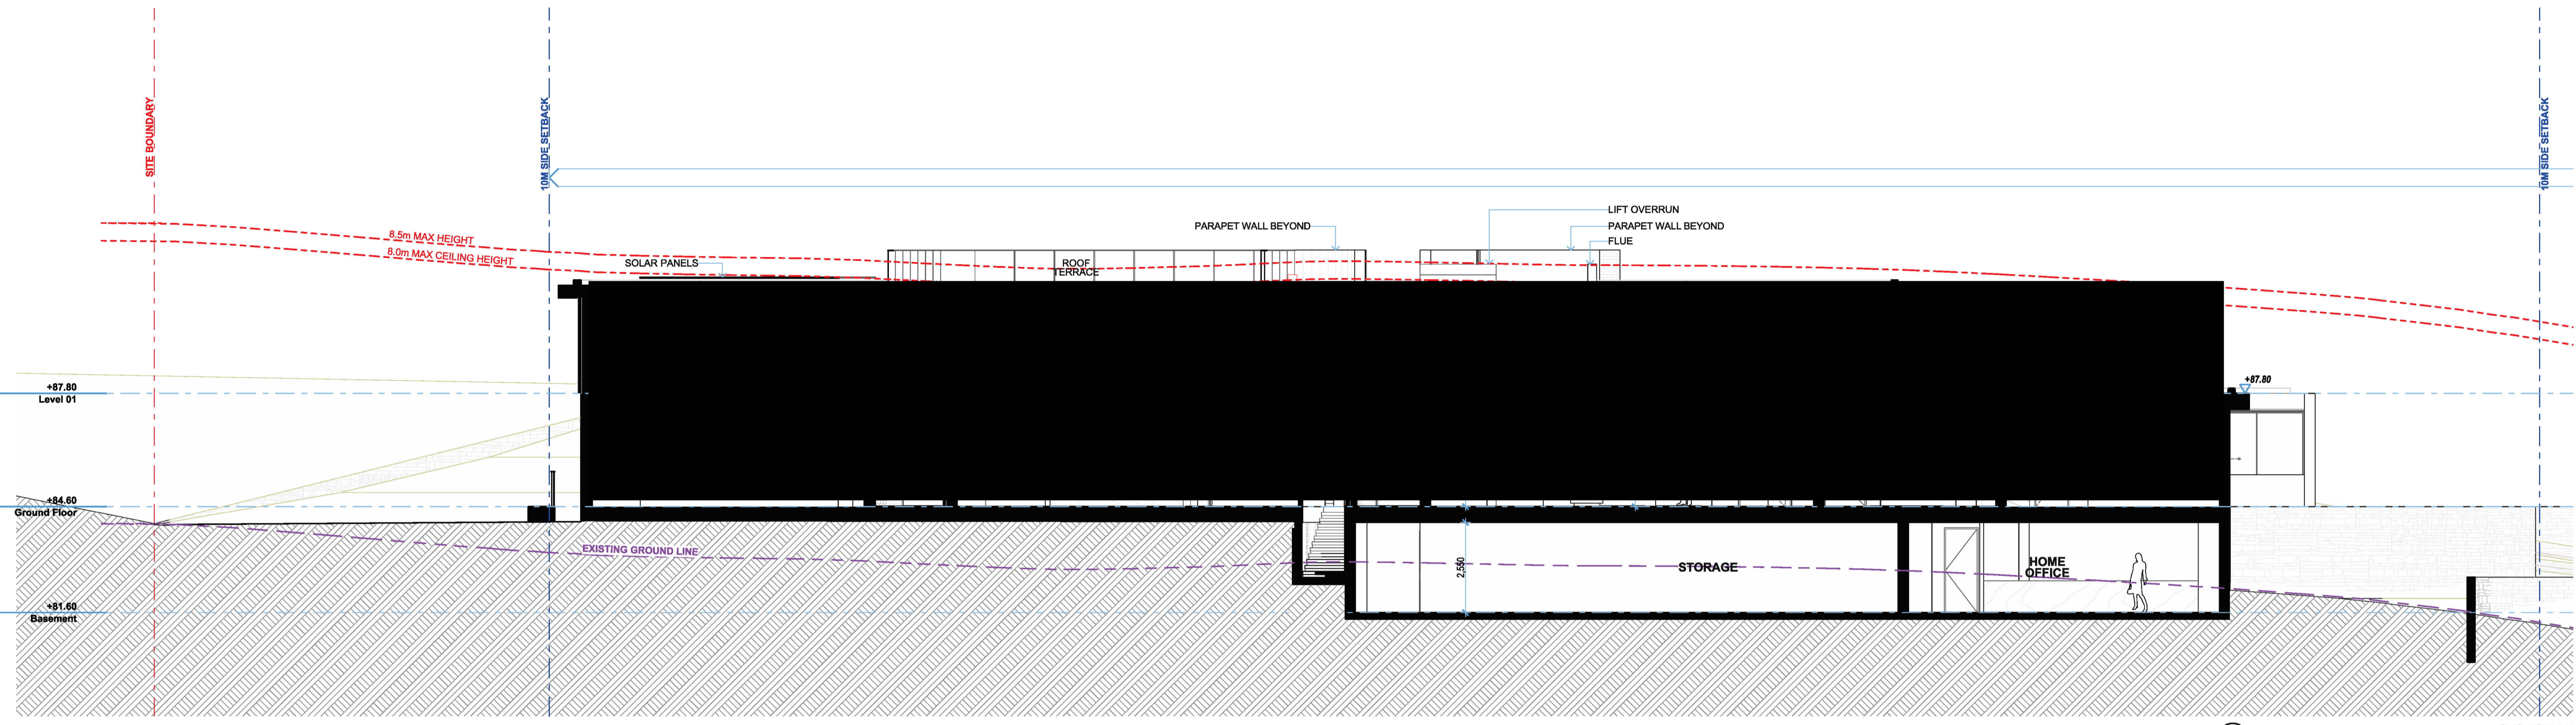 SITE BOUNDARY
10M SIDE SETBACK
10M SIDE SETBACK
LIFT OVERRUN
PARAPET WALL BEYOND
PARAPET WALL BEYOND
FLUE
8.5m MAX HEIGHT
8.0m MAX CEILING HEIGHT
SOLAR PANELS
ROOF
TERRACE
+87.80
Level 01
+87.80
+84.60
Ground Floor
EXISTING GROUND LINE
2,550
STORAGE
HOME
OFFICE
+81.60
Basement